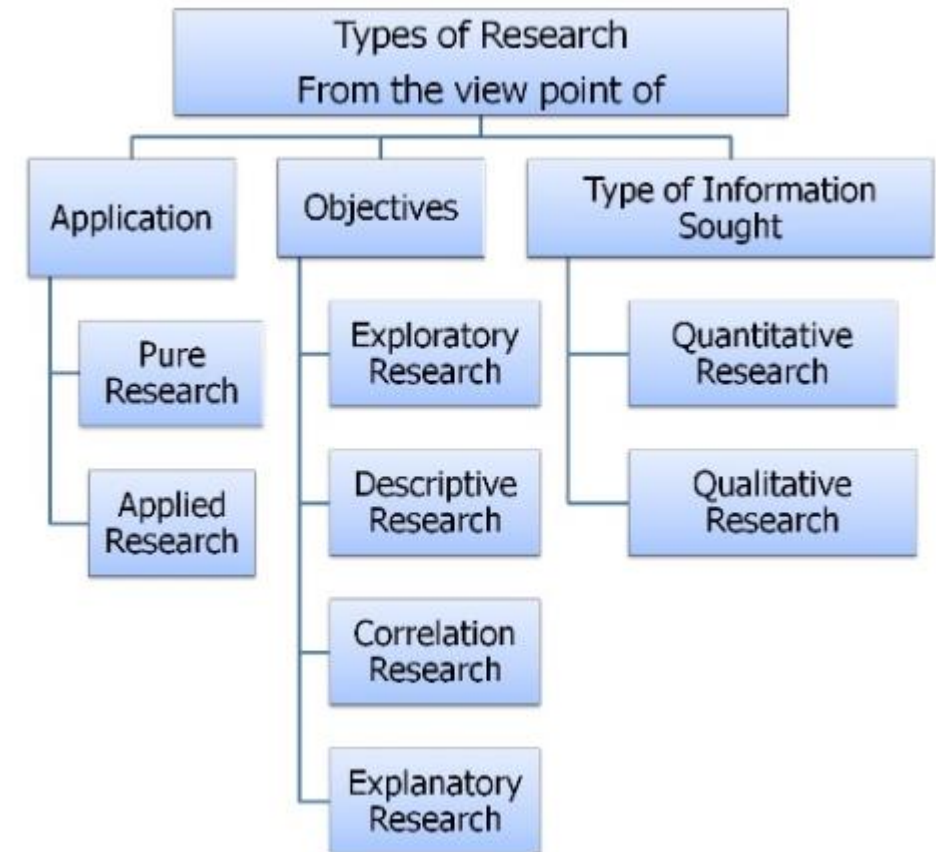 Types of Research
From the view point of
Application
Pure
Research
Applied
Research
Objectives
Exploratory
Research
Descriptive
Research
Correlation
Research
Explanatory
Research
Type of Information
Sought
Quantitative
Research
Qualitative
Research